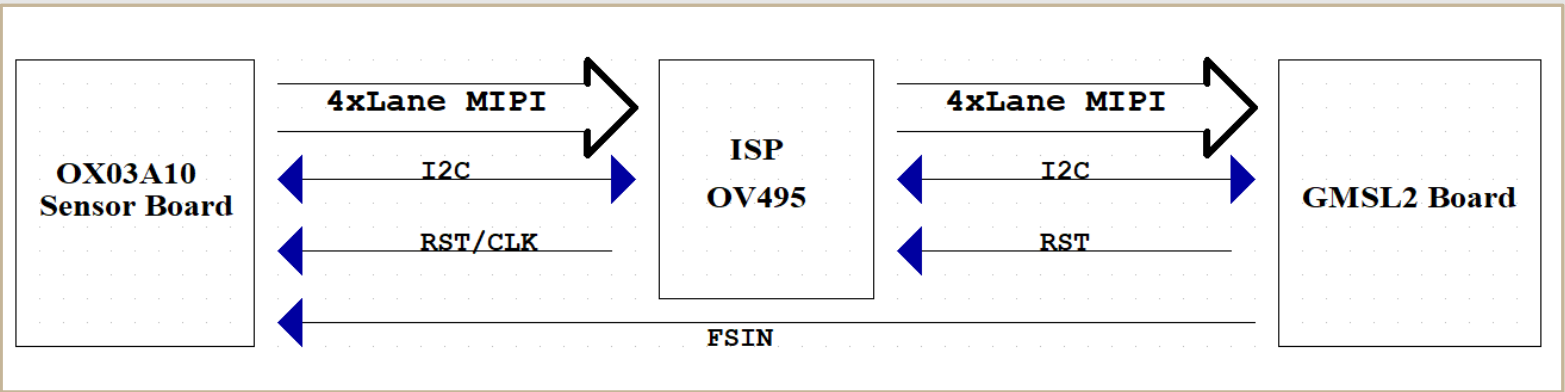 4xLane MIPI
4xLane MIPI
OX03A10
Sensor Board
ISP
OV495
GMSL2 Board
I2C
I2C
RST/CLK
RST
FSIN